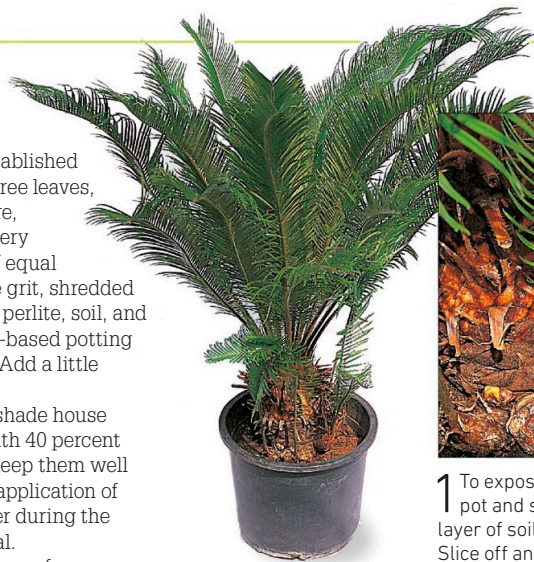 ablished
ree leaves,
re,
ery
f equal
e grit, shredded
perlite, soil, and
-based potting
Add a little
shade house
th 40 percent
eep them well
application of
er during the
al.
1 To expos
pot and s
layer of soil
Slice off an